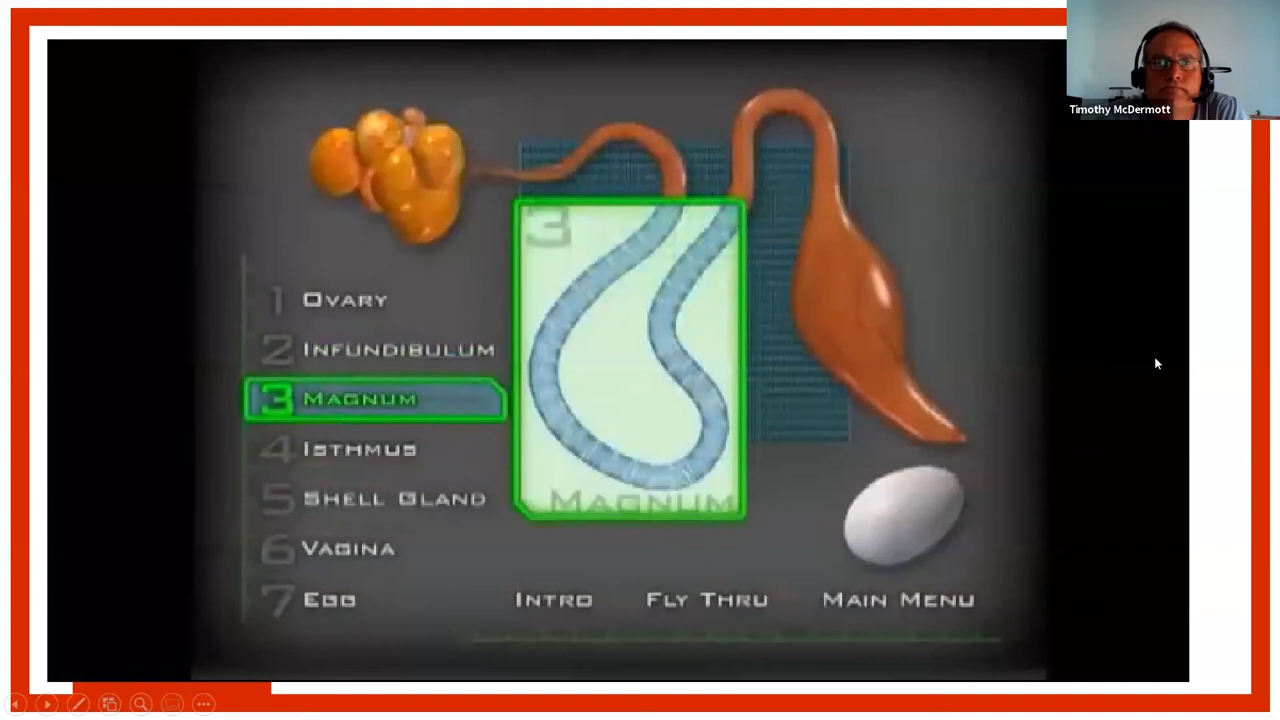 Timothy McDermott
3
1 Ovary
2 Infundibulum
3 Magnum
4 Isthmus
5 Shell Gland
6 Vagina
7 Egg
Magnum
Intro Fly Thru Main Menu